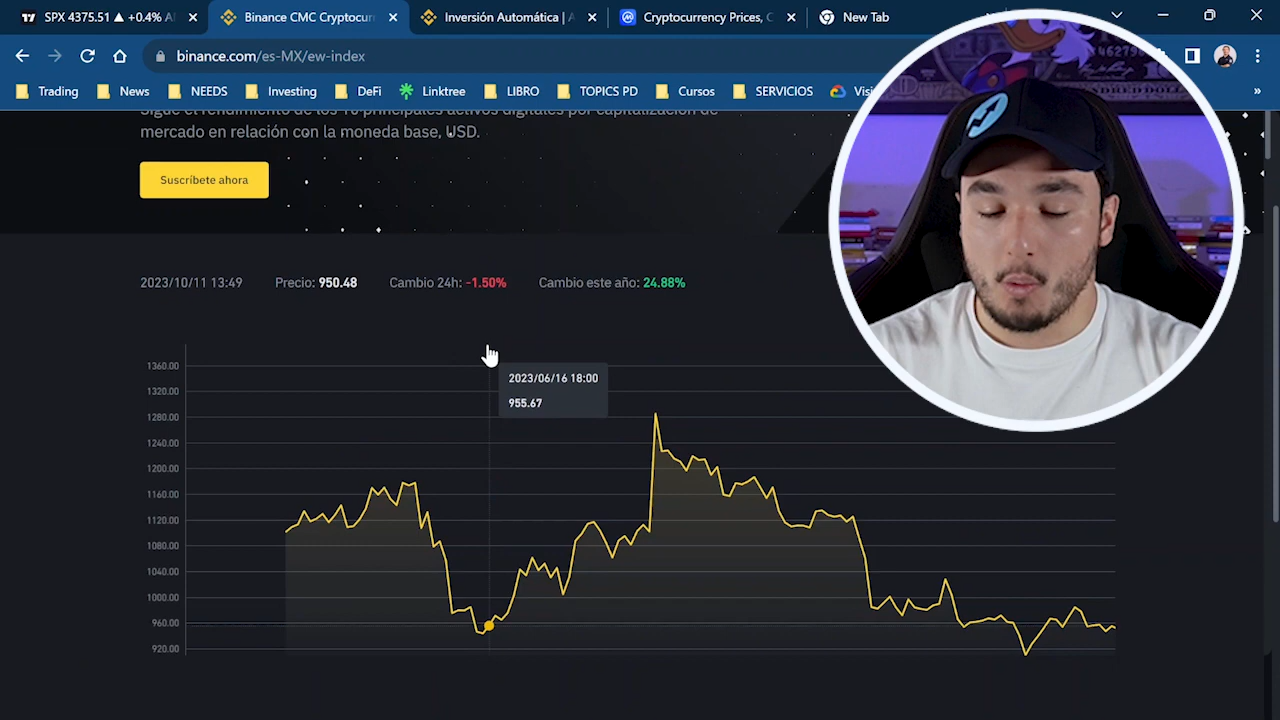 SPX 4375.51 ▲ +0.4%
Binance CMC Cryptocurr
Inversión Automática |
Cryptocurrency Prices, C
New Tab
binance.com/es-MX/ew-index
Trading
News
NEEDS
Investing
DeFi
Linktree
LIBRO
TOPICS PD
Cursos
SERVICIOS
»
mercado en relación con la moneda base, USD.
Suscríbete ahora
2023/10/11 13:49 Precio: 950.48 Cambio 24h: -1.50% Cambio este año: 24.88%
2023/06/16 18:00
955.67
1360.00
1320.00
1280.00
1240.00
1200.00
1160.00
1120.00
1080.00
1040.00
1000.00
960.00
920.00